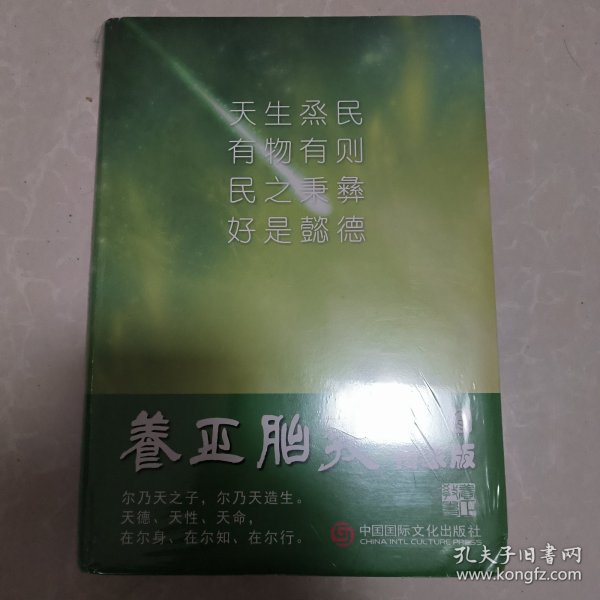 天生烝民
有物有则
民之秉彝
好是懿德
養正胎教
版
尔乃天之子，尔乃天造生。
天德、天性、天命，
在尔身、在尔知、在尔行。
中国国际文化出版社
CHINA INTL CULTURE PRESS
孔夫子旧书网
www.kongfz.com